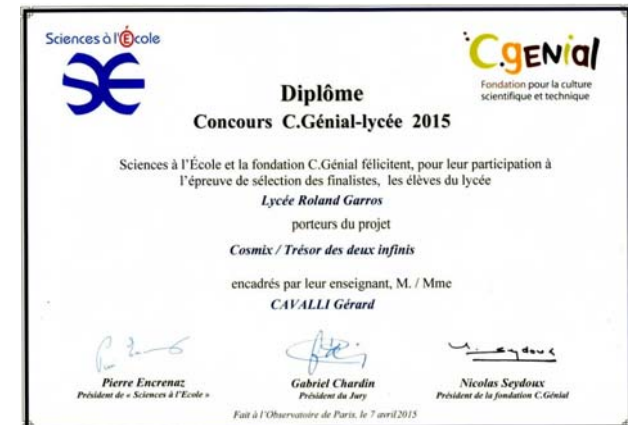 Sciences à l'École
SE
C.GENIAL
Fondation pour la culture
scientifique et technique
Diplôme
Concours C.Génial-lycée 2015
Sciences à l'École et la fondation C.Génial félicitent, pour leur participation à
l'épreuve de sélection des finalistes, les élèves du lycée
Lycée Roland Garros
porteurs du projet
Cosmix / Trésor des deux infinis
encadrés par leur enseignant, M. / Mme
CAVALLI Gérard
N. Seydoux
Pierre Encrenaz
Président de « Sciences à l'Ecole »
Gabriel Chardin
Président du Jury
Nicolas Seydoux
Président de la fondation C.Génial
Fait à l'Observatoire de Paris, le 7 avril 2015